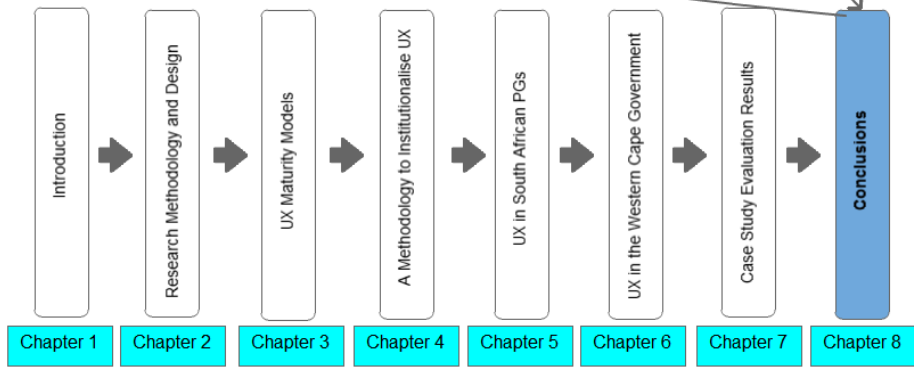 Introduction
Research Methodology and Design
UX Maturity Models
A Methodology to Institutionalise UX
UX in South African PGs
UX in the Western Cape Government
Case Study Evaluation Results
Conclusions
Chapter 1
Chapter 2
Chapter 3
Chapter 4
Chapter 5
Chapter 6
Chapter 7
Chapter 8